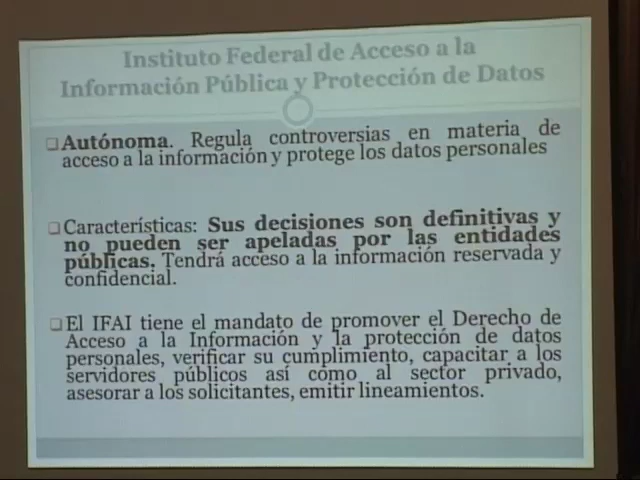 Instituto Federal de Acceso a la
Información Pública y Protección de Datos
❑Autónoma. Regula controversias en materia de
acceso a la información y protege los datos personales
❑Características: Sus decisiones son definitivas y
no pueden ser apeladas por las entidades
públicas. Tendrá acceso a la información reservada y
confidencial.
❑El IFAI tiene el mandato de promover el Derecho de
Acceso a la Información y la protección de datos
personales, verificar su cumplimiento, capacitar a los
servidores públicos así como al sector privado,
asesorar a los solicitantes, emitir lineamientos.